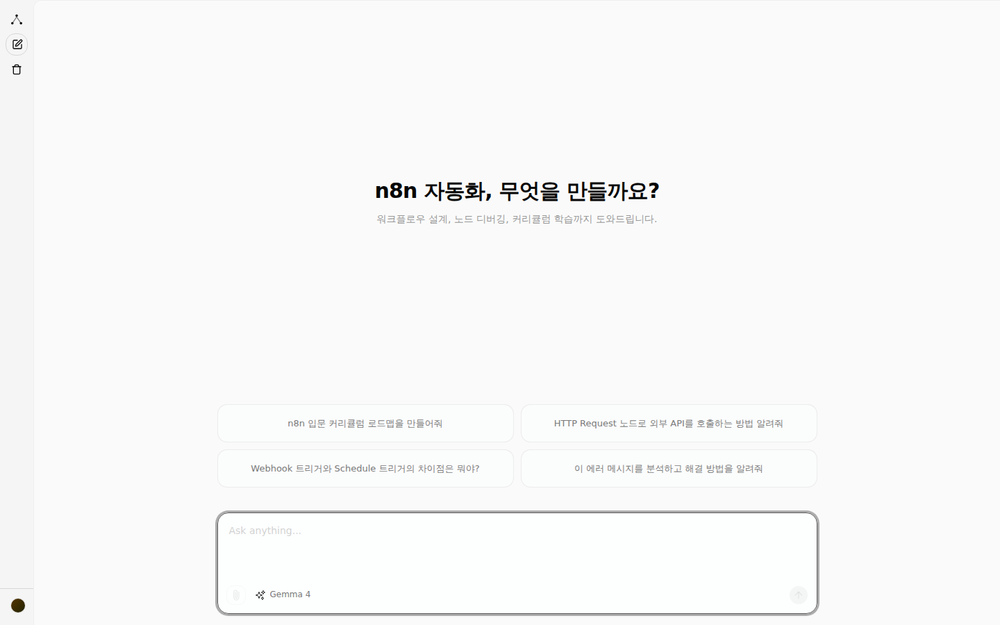 n8n 자동화, 무엇을 만들까요?
워크플로우 설계, 노드 디버깅, 커리큘럼 학습까지 도와드립니다.
n8n 입문 커리큘럼 로드맵을 만들어줘
HTTP Request 노드로 외부 API를 호출하는 방법 알려줘
Webhook 트리거와 Schedule 트리거의 차이점은 뭐야?
이 에러 메시지를 분석하고 해결 방법을 알려줘
Ask anything...
Gemma 4